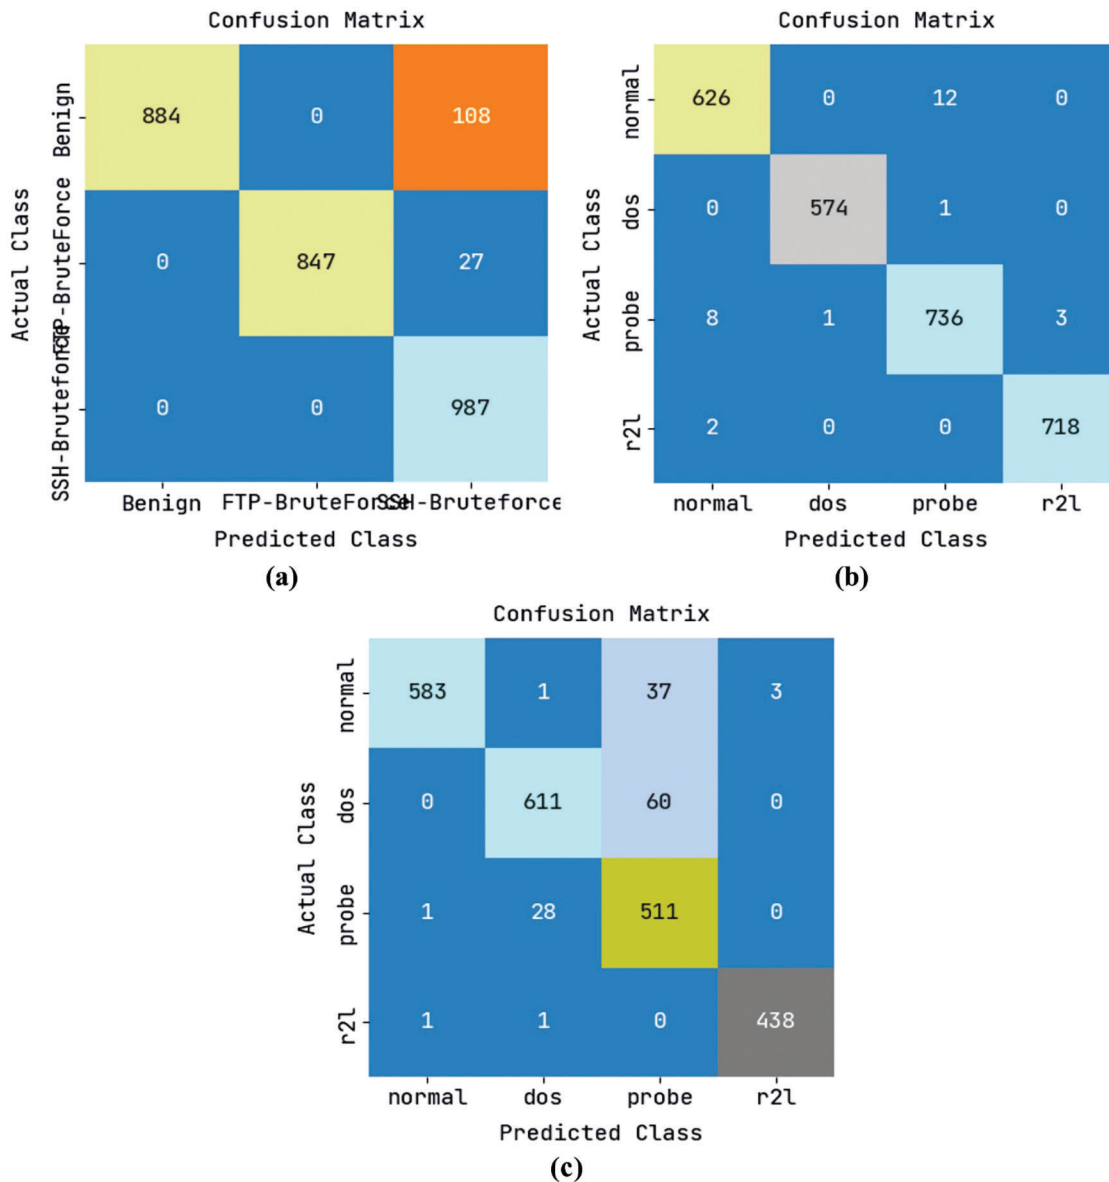 Confusion Matrix
Actual Class
Benign
FTP-BruteForce
SSH-Bruteforce
884 0 108
0 847 27
0 0 987
Benign FTP-BruteForce SSH-Bruteforce
Predicted Class
(a)
Confusion Matrix
Actual Class
normal
dos
probe
r2l
626 0 12 0
0 574 1 0
8 1 736 3
2 0 0 718
normal dos probe r2l
Predicted Class
(b)
Confusion Matrix
Actual Class
normal
dos
probe
r2l
583 1 37 3
0 611 60 0
1 28 511 0
1 1 0 438
normal dos probe r2l
Predicted Class
(c)